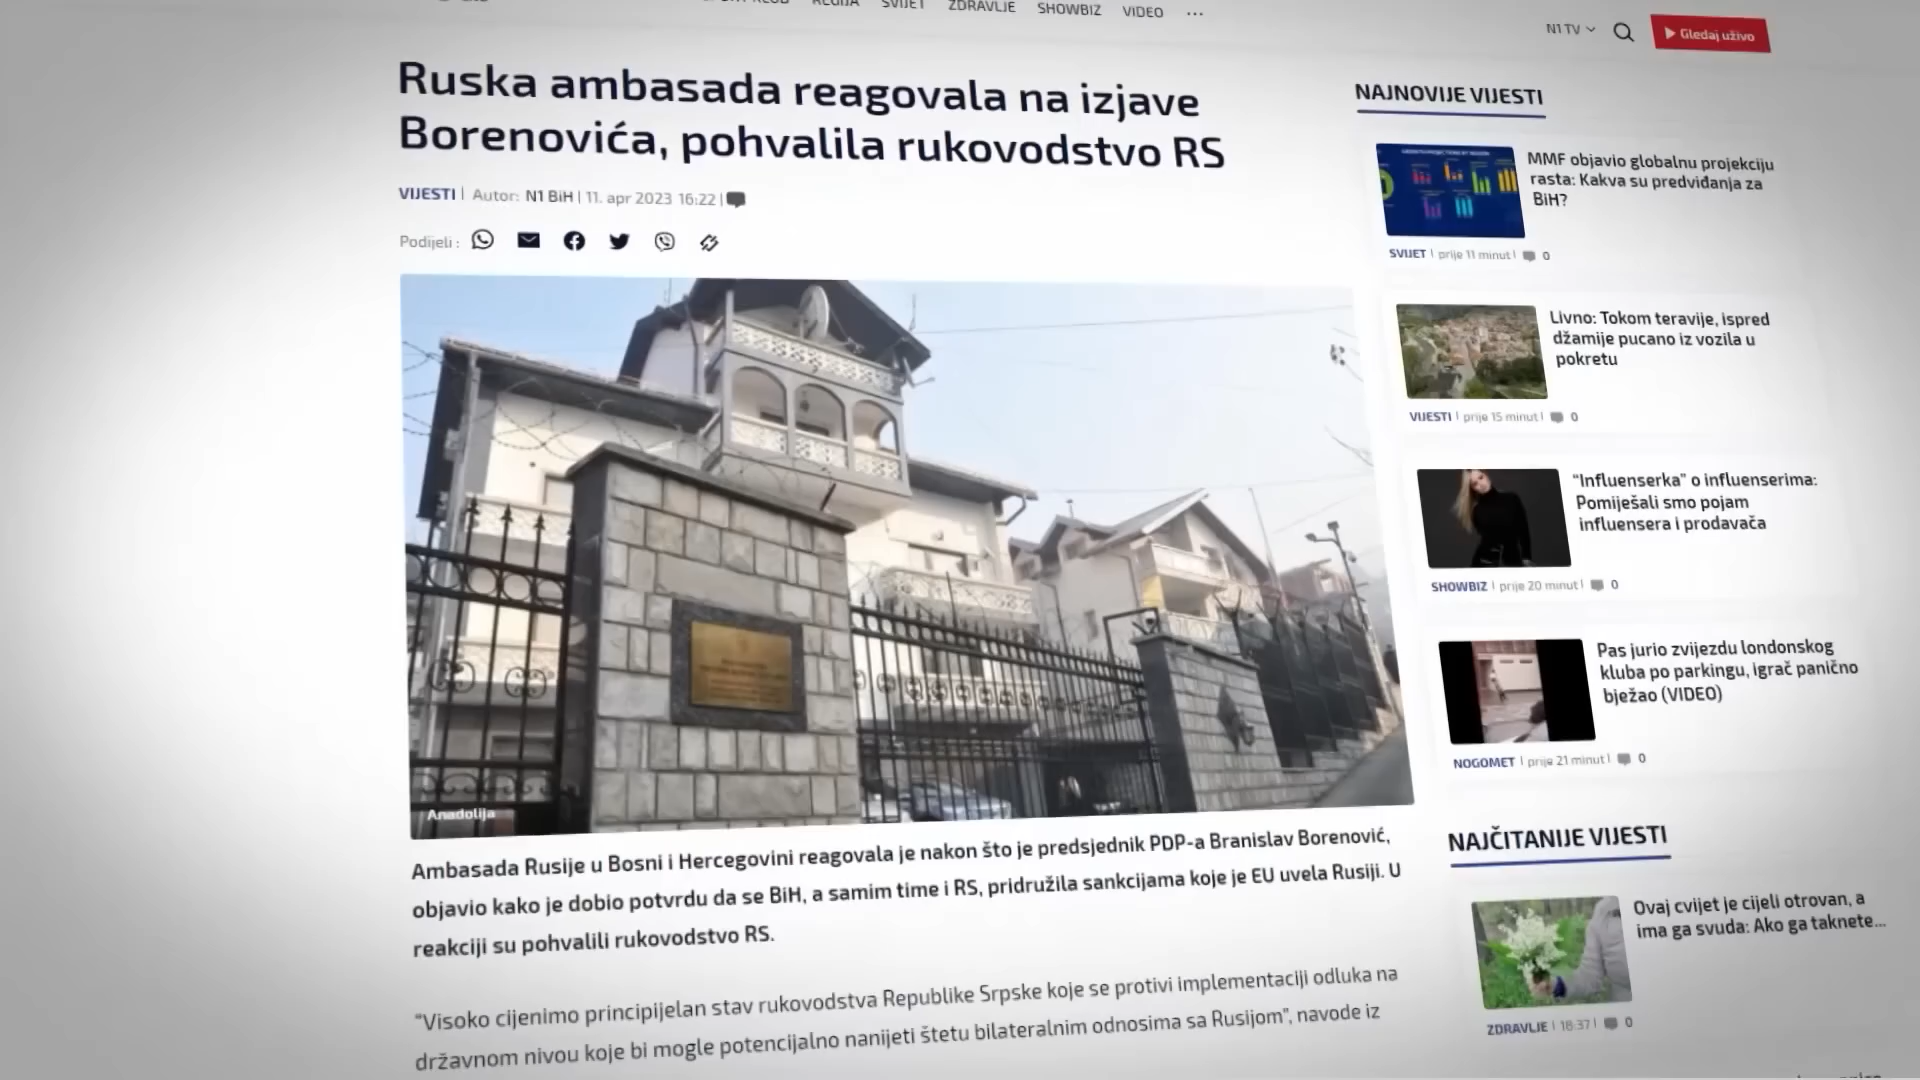 REGIJA SVIJET ZDRAVLJE SHOWBIZ VIDEO ...
N1 TV
Gledaj uživo
Ruska ambasada reagovala na izjave
Borenovića, pohvalila rukovodstvo RS
VIJESTI | Autor: N1 BiH | 11. apr 2023 16:22 |
Podijeli :
Anadolija
Ambasada Rusije u Bosni i Hercegovini reagovala je nakon što je predsjednik PDP-a Branislav Borenović,
objavio kako je dobio potvrdu da se BiH, a samim time i RS, pridružila sankcijama koje je EU uvela Rusiji. U
reakciji su pohvalili rukovodstvo RS.
“Visoko cijenimo principijelan stav rukovodstva Republike Srpske koje se protivi implementaciji odluka na
državnom nivou koje bi mogle potencijalno nanijeti štetu bilateralnim odnosima sa Rusijom”, navode iz
NAJNOVIJE VIJESTI
MMF objavio globalnu projekciju
rasta: Kakva su predviđanja za
BiH?
SVIJET | prije 11 minut | 0
Livno: Tokom teravije, ispred
džamije pucano iz vozila u
pokretu
VIJESTI | prije 15 minut | 0
“Influenserka” o influenserima:
Pomiješali smo pojam
influensera i prodavača
SHOWBIZ | prije 20 minut | 0
Pas jurio zvijezdu londonskog
kluba po parkingu, igrač panično
bježao (VIDEO)
NOGOMET | prije 21 minut | 0
NAJČITANIJE VIJESTI
Ovaj cvijet je cijeli otrovan, a
ima ga svuda: Ako ga taknete...
ZDRAVLJE | 18:37 | 0